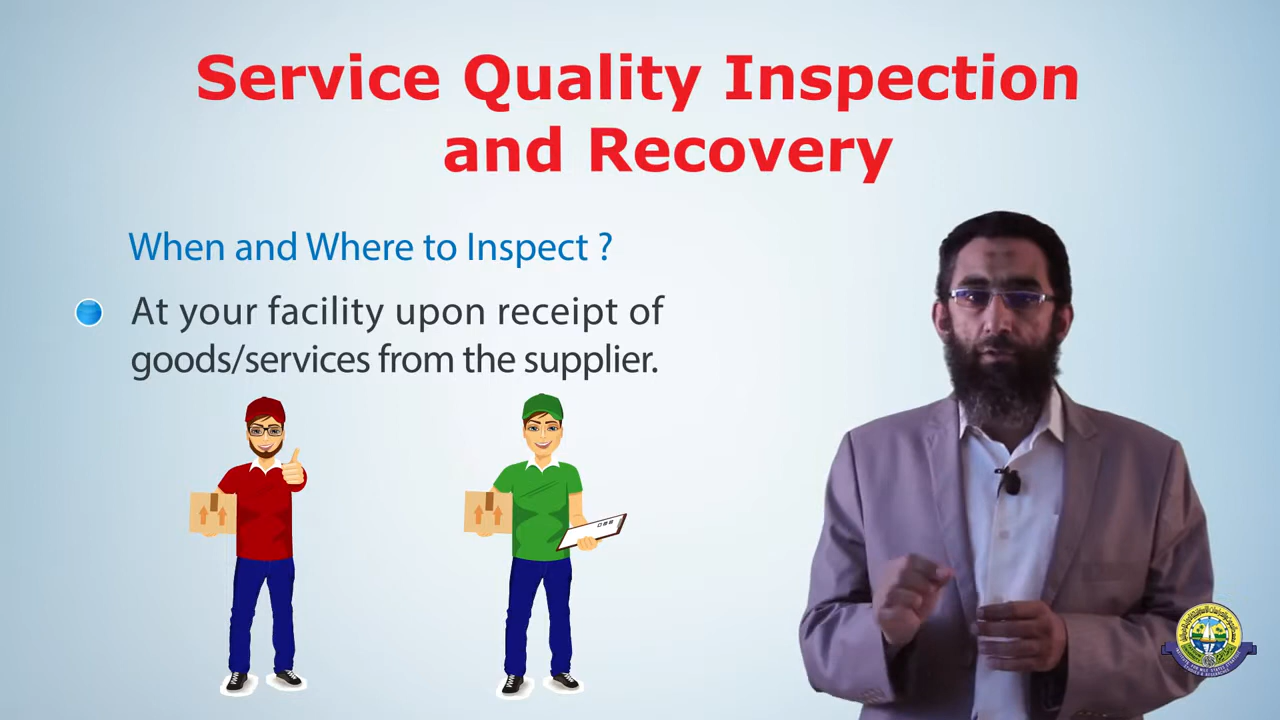 Service Quality Inspection
and Recovery
When and Where to Inspect ?
At your facility upon receipt of
goods/services from the supplier.